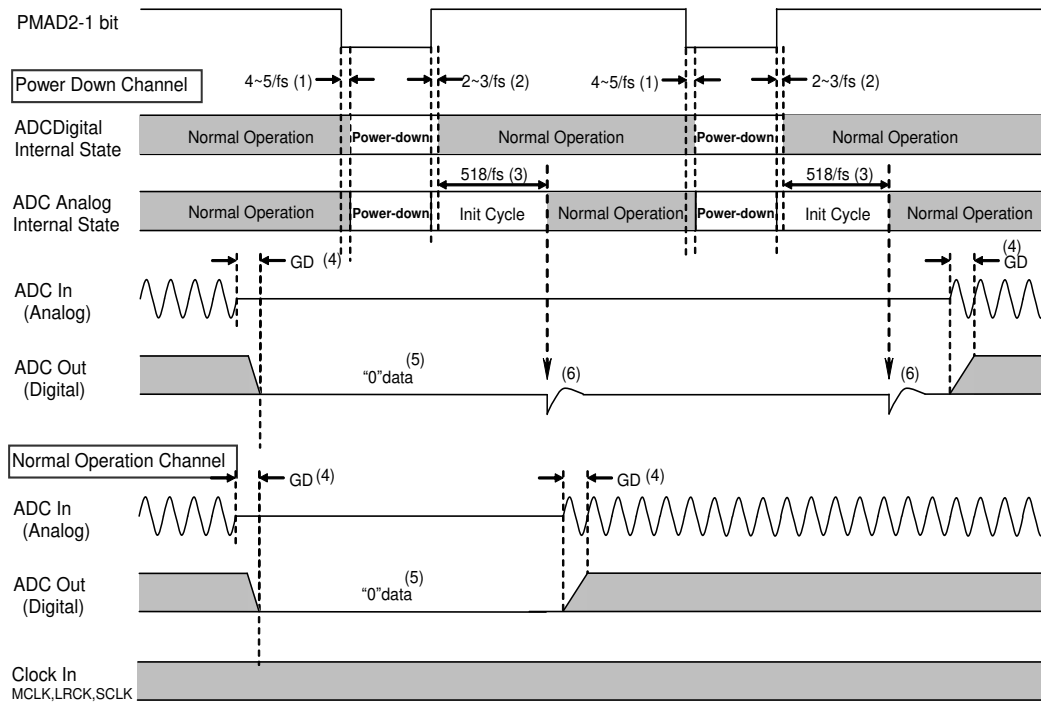 PMAD2-1 bit
4~5/fs (1) 2~3/fs (2) 4~5/fs (1) 2~3/fs (2)
Power Down Channel
ADCDigital
Internal State
Normal Operation Power-down Normal Operation Power-down Normal Operation
518/fs (3) 518/fs (3)
ADC Analog
Internal State
Normal Operation Power-down Init Cycle Normal Operation Power-down Init Cycle Normal Operation
GD (4) (4)
GD
ADC In
(Analog)
ADC Out
(Digital)
(5)
"0"data
(6) (6)
Normal Operation Channel
GD (4) GD (4)
ADC In
(Analog)
ADC Out
(Digital)
(5)
"0"data
Clock In
MCLK,LRCK,SCLK